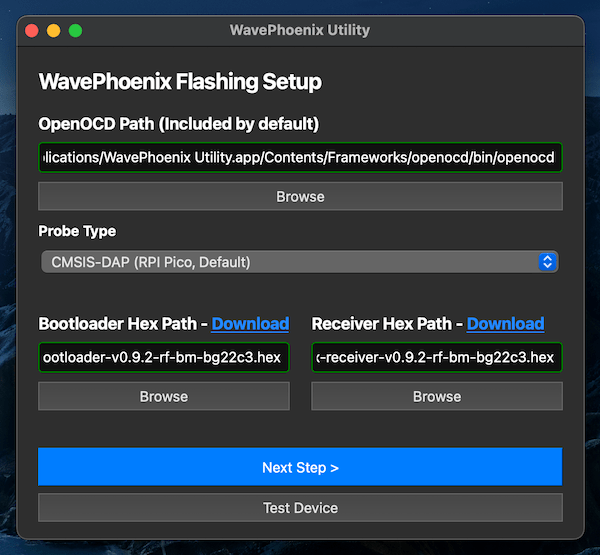 WavePhoenix Utility
WavePhoenix Flashing Setup
OpenOCD Path (Included by default)
lications/WavePhoenix Utility.app/Contents/Frameworks/openocd/bin/openocd
Browse
Probe Type
CMSIS-DAP (RPI Pico, Default)
Bootloader Hex Path - Download
Receiver Hex Path - Download
ootloader-v0.9.2-rf-bm-bg22c3.hex
-receiver-v0.9.2-rf-bm-bg22c3.hex
Browse
Browse
Next Step >
Test Device